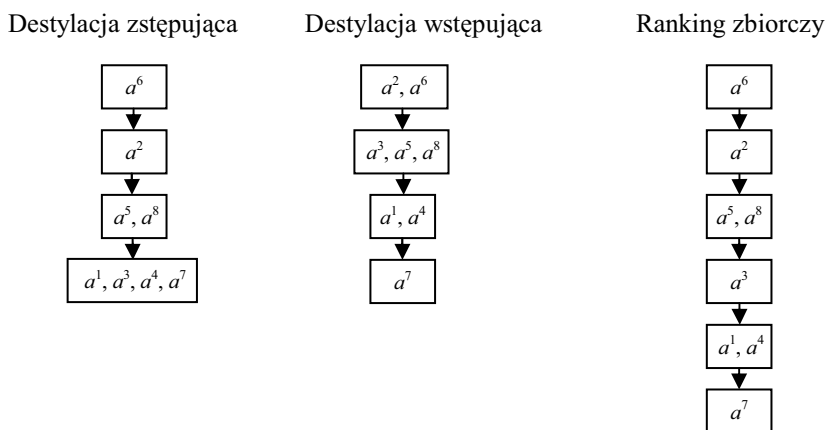 Destylacja zstępująca
a⁶
a²
a⁵, a⁸
a¹, a³, a⁴, a⁷
Destylacja wstępująca
a², a⁶
a³, a⁵, a⁸
a¹, a⁴
a⁷
Ranking zbiorczy
a⁶
a²
a⁵, a⁸
a³
a¹, a⁴
a⁷